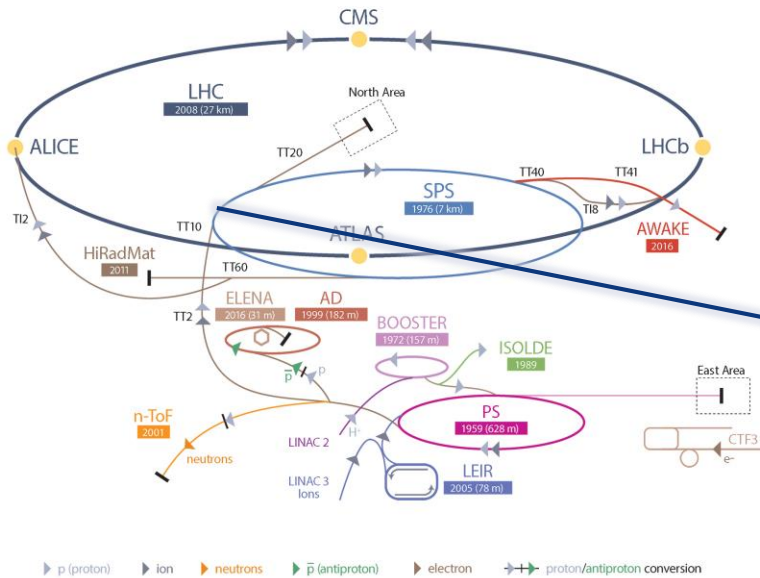 CMS
LHC
2008 (27 km)
North Area
ALICE
LHCb
TT20
TT40
TT41
SPS
1976 (7 km)
TI8
TI2
TT10
ATLAS
AWAKE
2016
HiRadMat
2011
TT60
ELENA
2016 (31 m)
AD
1999 (182 m)
TT2
BOOSTER
1972 (157 m)
ISOLDE
1989
p̅
p
East Area
n-ToF
2001
H⁻
PS
1959 (628 m)
LINAC 2
CTF3
neutrons
e-
LEIR
2005 (78 m)
LINAC 3
Ions
p (proton)
ion
neutrons
p̅ (antiproton)
electron
proton/antiproton conversion